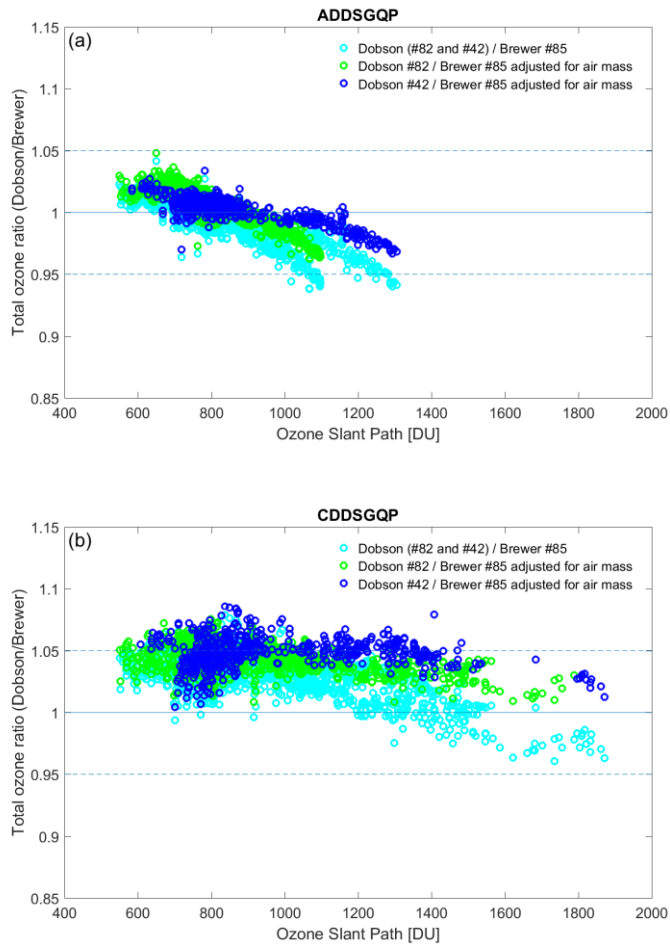 ADDSGQP
(a)
Dobson (#82 and #42) / Brewer #85
Dobson #82 / Brewer #85 adjusted for air mass
Dobson #42 / Brewer #85 adjusted for air mass
Total ozone ratio (Dobson/Brewer)
1.15
1.1
1.05
1
0.95
0.9
0.85
400 600 800 1000 1200 1400 1600 1800 2000
Ozone Slant Path [DU]
CDDSGQP
(b)
Dobson (#82 and #42) / Brewer #85
Dobson #82 / Brewer #85 adjusted for air mass
Dobson #42 / Brewer #85 adjusted for air mass
Total ozone ratio (Dobson/Brewer)
1.15
1.1
1.05
1
0.95
0.9
0.85
400 600 800 1000 1200 1400 1600 1800 2000
Ozone Slant Path [DU]